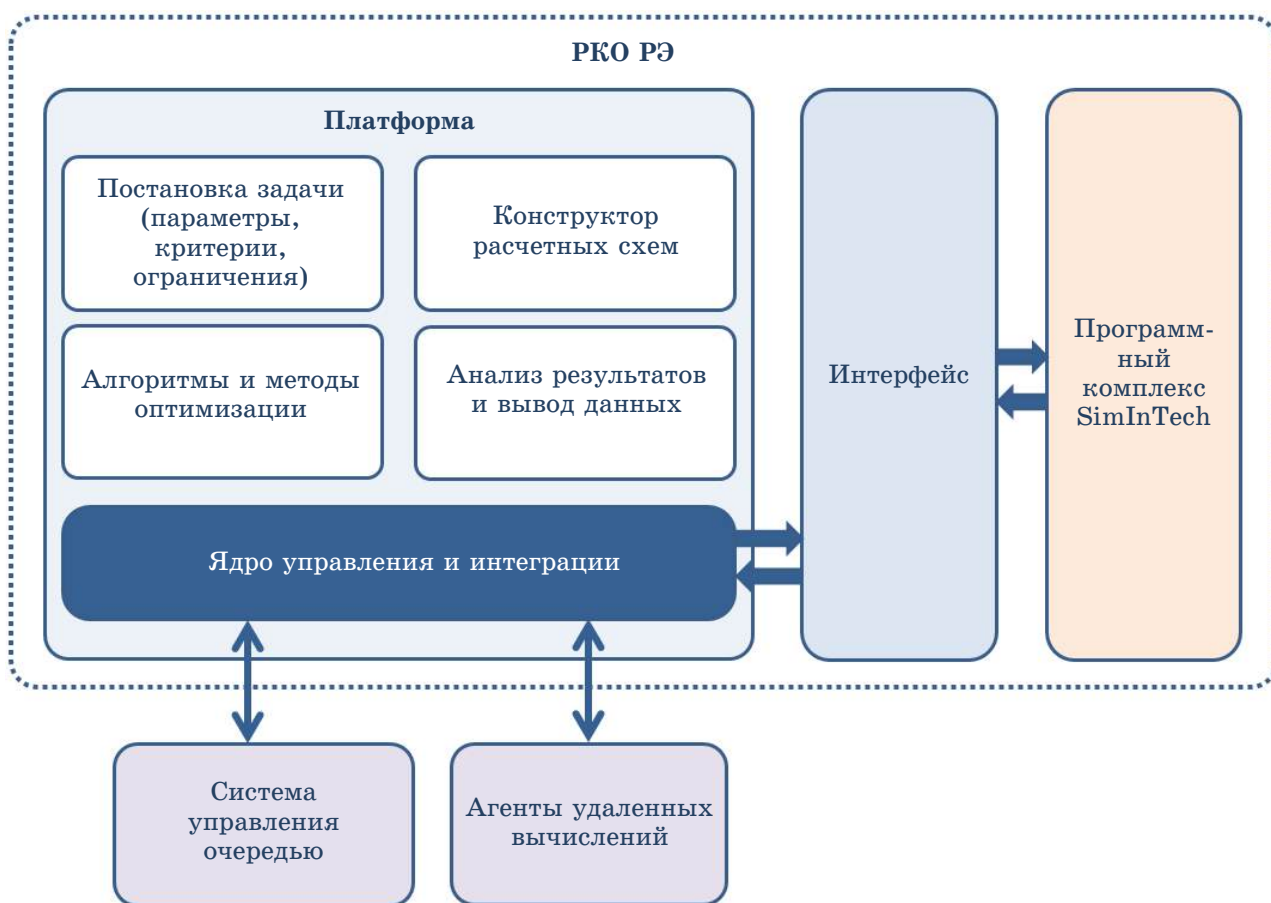 РКО РЭ
Платформа
Постановка задачи
(параметры,
критерии,
ограничения)
Конструктор
расчетных схем
Алгоритмы и методы
оптимизации
Анализ результатов
и вывод данных
Ядро управления и интеграции
Интерфейс
Программ-
ный
комплекс
SimInTech
Система
управления
очередью
Агенты удаленных
вычислений